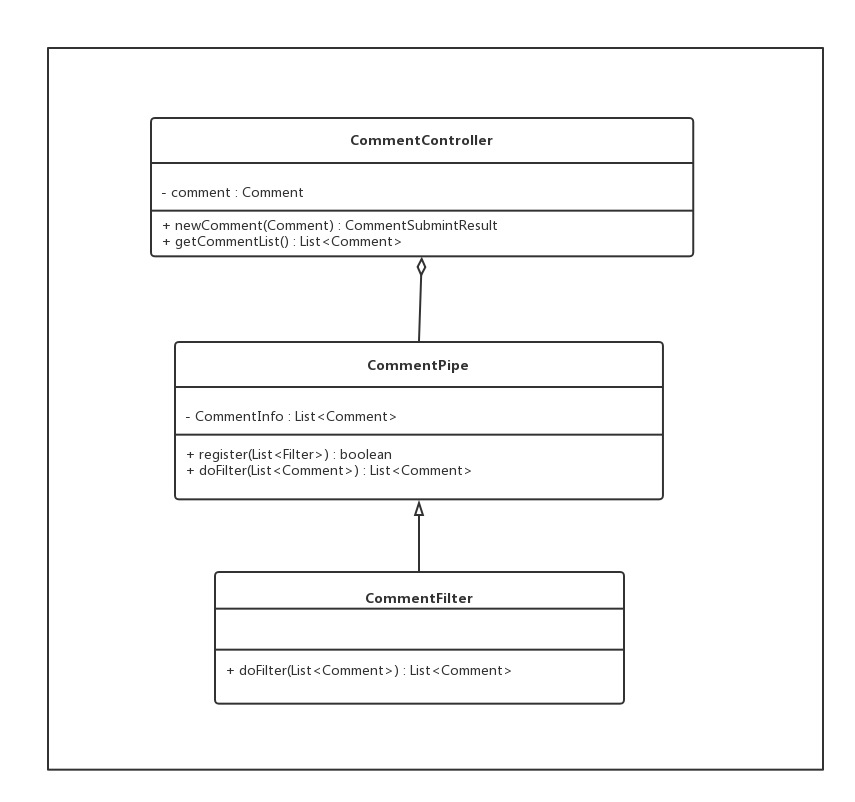 CommentController
- comment : Comment
+ newComment(Comment) : CommentSubmintResult
+ getCommentList() : List<Comment>
CommentPipe
- CommentInfo : List<Comment>
+ register(List<Filter>) : boolean
+ doFilter(List<Comment>) : List<Comment>
CommentFilter
+ doFilter(List<Comment>) : List<Comment>